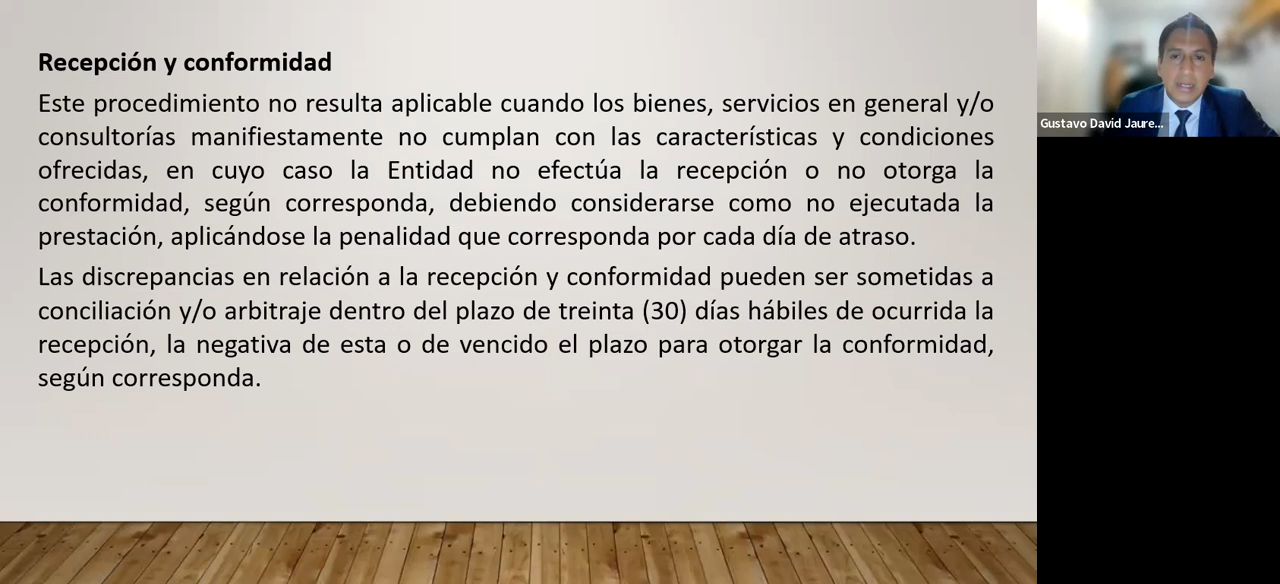 Recepción y conformidad
Este procedimiento no resulta aplicable cuando los bienes, servicios en general y/o
consultorías manifiestamente no cumplan con las características y condiciones
ofrecidas, en cuyo caso la Entidad no efectúa la recepción o no otorga la
conformidad, según corresponda, debiendo considerarse como no ejecutada la
prestación, aplicándose la penalidad que corresponda por cada día de atraso.
Las discrepancias en relación a la recepción y conformidad pueden ser sometidas a
conciliación y/o arbitraje dentro del plazo de treinta (30) días hábiles de ocurrida la
recepción, la negativa de esta o de vencido el plazo para otorgar la conformidad,
según corresponda.
Gustavo David Jaure...